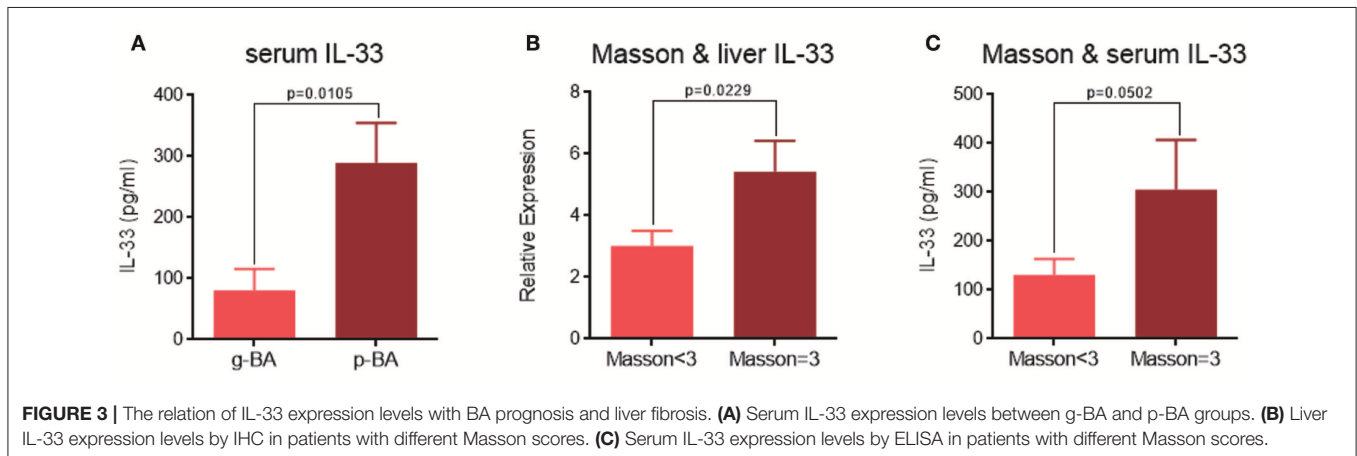 A
serum IL-33
p=0.0105
IL-33 (pg/ml)
400
300
200
100
0
g-BA
p-BA
B
Masson & liver IL-33
p=0.0229
Relative Expression
8
6
4
2
0
Masson<3
Masson=3
C
Masson & serum IL-33
p=0.0502
IL-33 (pg/ml)
500
400
300
200
100
0
Masson<3
Masson=3
FIGURE 3 | The relation of IL-33 expression levels with BA prognosis and liver fibrosis. (A) Serum IL-33 expression levels between g-BA and p-BA groups. (B) Liver
IL-33 expression levels by IHC in patients with different Masson scores. (C) Serum IL-33 expression levels by ELISA in patients with different Masson scores.